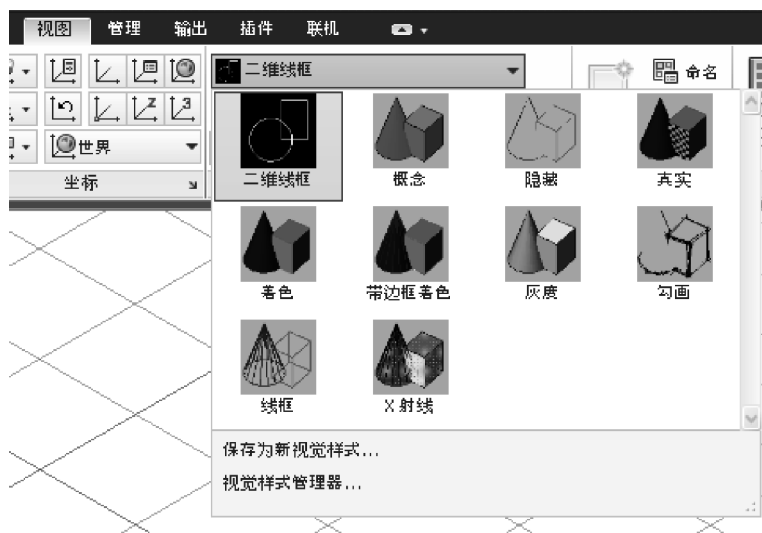 视图 管理 输出 插件 联机
二维线框
命名
世界
坐标
二维线框 概念 隐藏 真实
着色 带边框着色 灰度 勾画
线框 X射线
保存为新视觉样式...
视觉样式管理器...